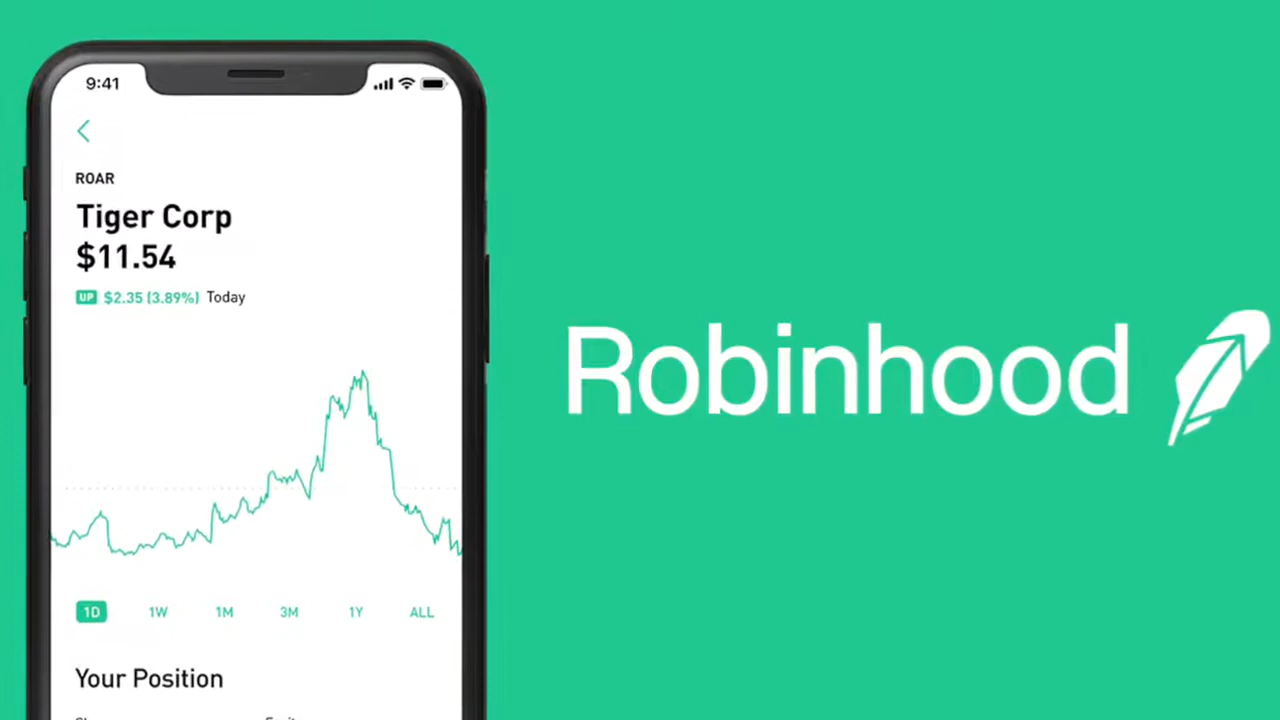 9:41
ROAR
Tiger Corp
$11.54
UP $2.35 (3.89%) Today
1D 1W 1M 3M 1Y ALL
Your Position
Robinhood